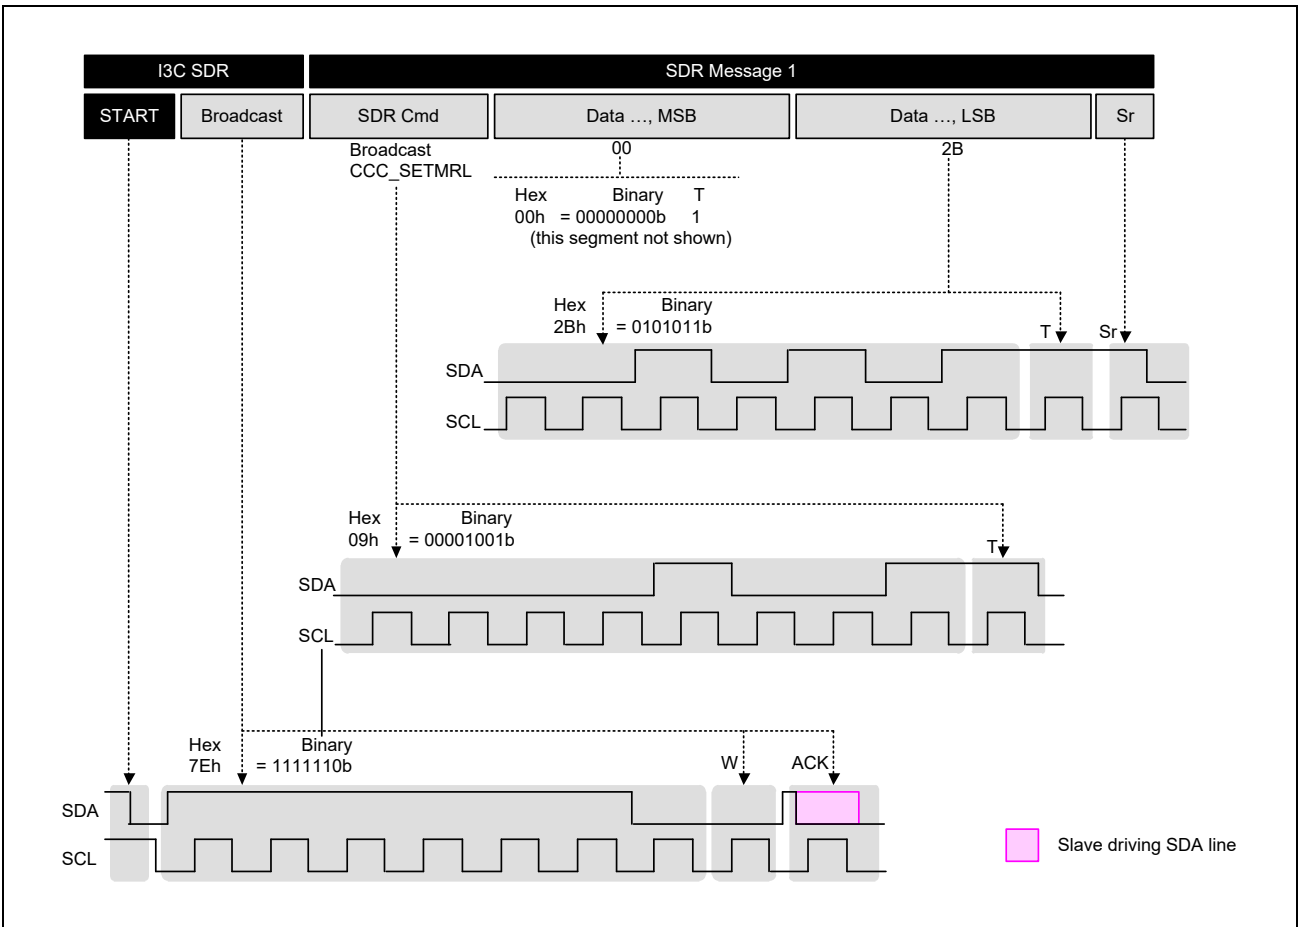 I3C SDR SDR Message 1
START Broadcast SDR Cmd Data …, MSB Data …, LSB Sr
Broadcast 00 2B
CCC_SETMRL
Hex Binary T
00h = 00000000b 1
(this segment not shown)
Hex Binary
2Bh = 0101011b T Sr
SDA
SCL
Hex Binary
09h = 00001001b T
SDA
SCL
Hex Binary
7Eh = 1111110b W ACK
SDA
SCL
Slave driving SDA line